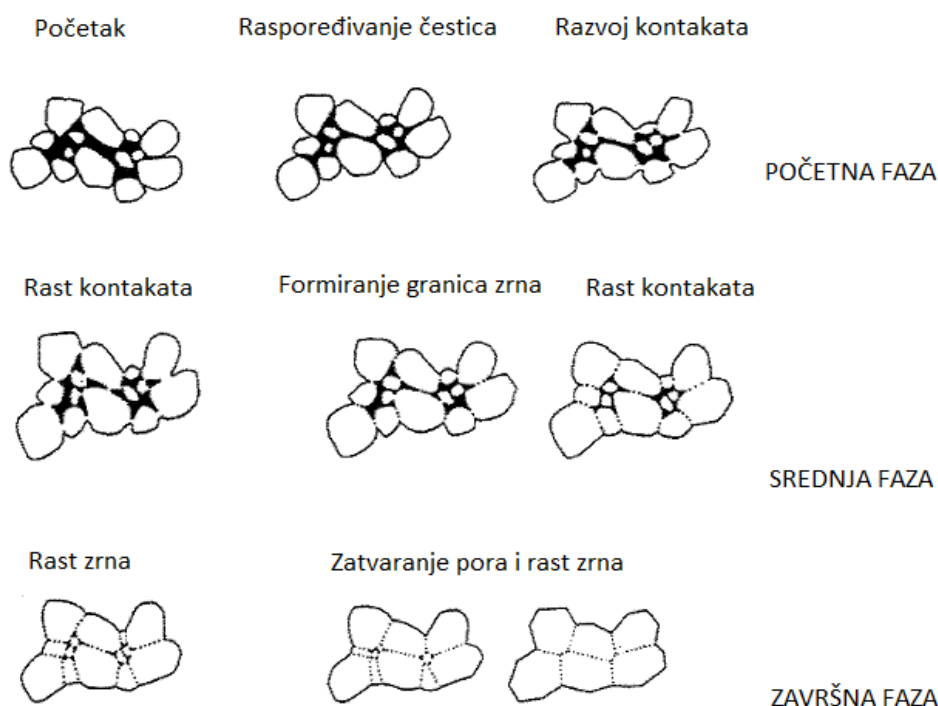 Početak
Raspoređivanje čestica
Razvoj kontakata
POČETNA FAZA
Rast kontakata
Formiranje granica zrna
Rast kontakata
SREDNJA FAZA
Rast zrna
Zatvaranje pora i rast zrna
ZAVRŠNA FAZA